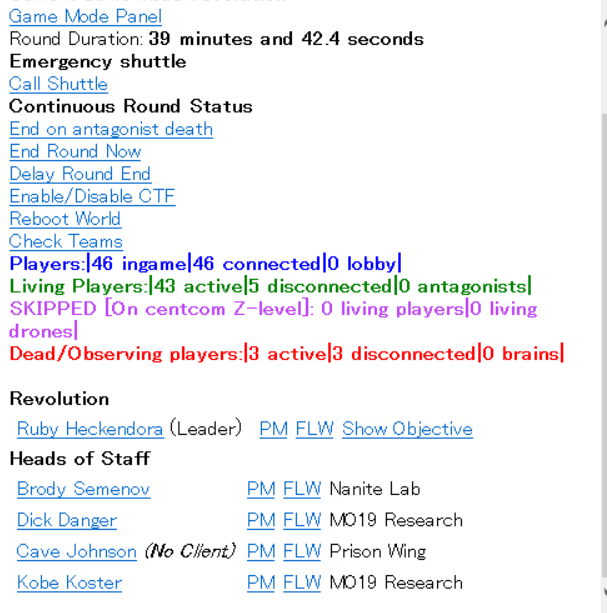 Game Mode Panel
Round Duration: 39 minutes and 42.4 seconds
Emergency shuttle
Call Shuttle
Continuous Round Status
End on antagonist death
End Round Now
Delay Round End
Enable/Disable CTF
Reboot World
Check Teams
Players:|46 ingame|46 connected|0 lobby|
Living Players:|43 active|5 disconnected|0 antagonists|
SKIPPED [On centcom Z-level]: 0 living players|0 living
drones|
Dead/Observing players:|3 active|3 disconnected|0 brains|
Revolution
Ruby Heckendora (Leader) PM FLW Show Objective
Heads of Staff
Brody Semenov PM FLW Nanite Lab
Dick Danger PM FLW MO19 Research
Cave Johnson (No Client) PM FLW Prison Wing
Kobe Koster PM FLW MO19 Research